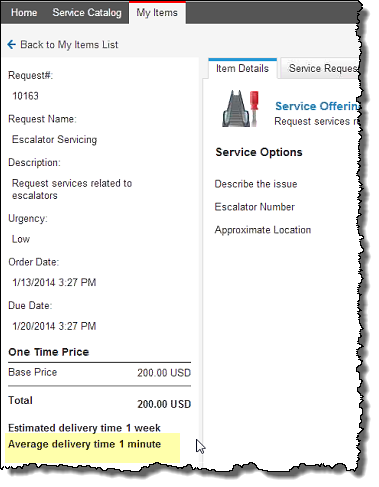 Home Service Catalog My Items
Back to My Items List
Request#:
10163
Request Name:
Escalator Servicing
Description:
Request services related to
escalators
Urgency:
Low
Order Date:
1/13/2014 3:27 PM
Due Date:
1/20/2014 3:27 PM
One Time Price
Base Price 200.00 USD
Total 200.00 USD
Estimated delivery time 1 week
Average delivery time 1 minute
Item Details Service Reques
Service Offerin
Request services r
Service Options
Describe the issue
Escalator Number
Approximate Location